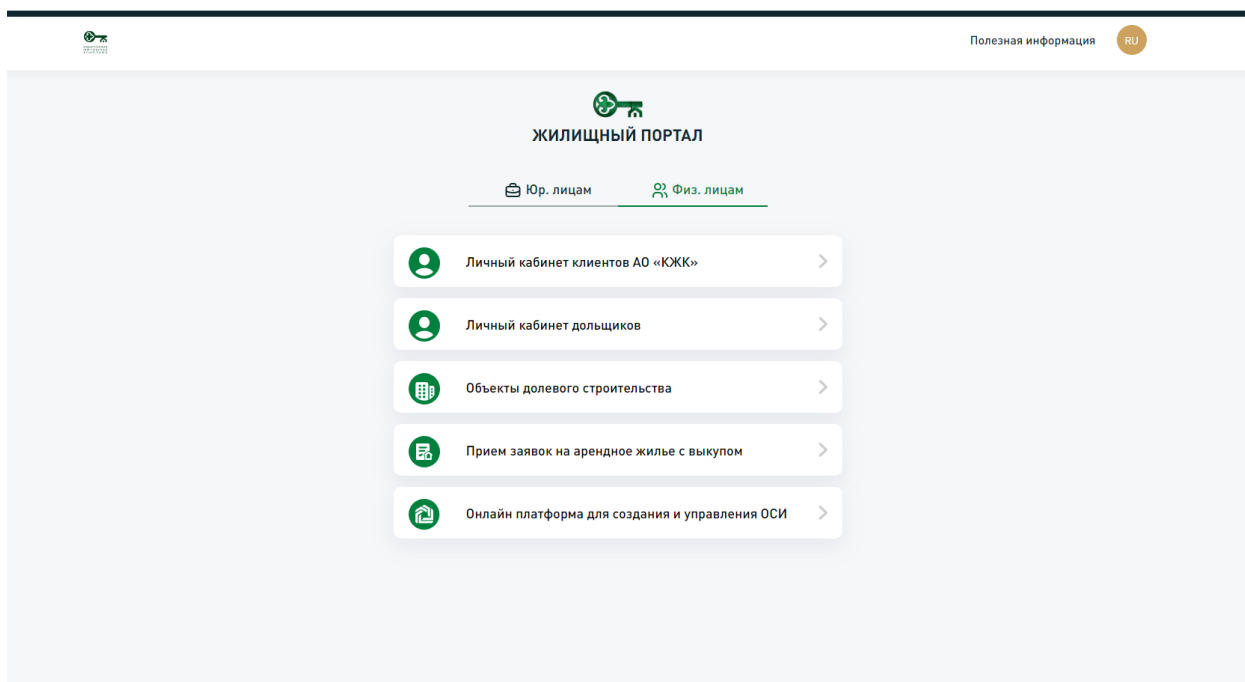 Полезная информация
RU
ЖИЛИЩНЫЙ ПОРТАЛ
Юр. лицам
Физ. лицам
Личный кабинет клиентов АО «КЖК»
Личный кабинет дольщиков
Объекты долевого строительства
Прием заявок на арендное жилье с выкупом
Онлайн платформа для создания и управления ОСИ